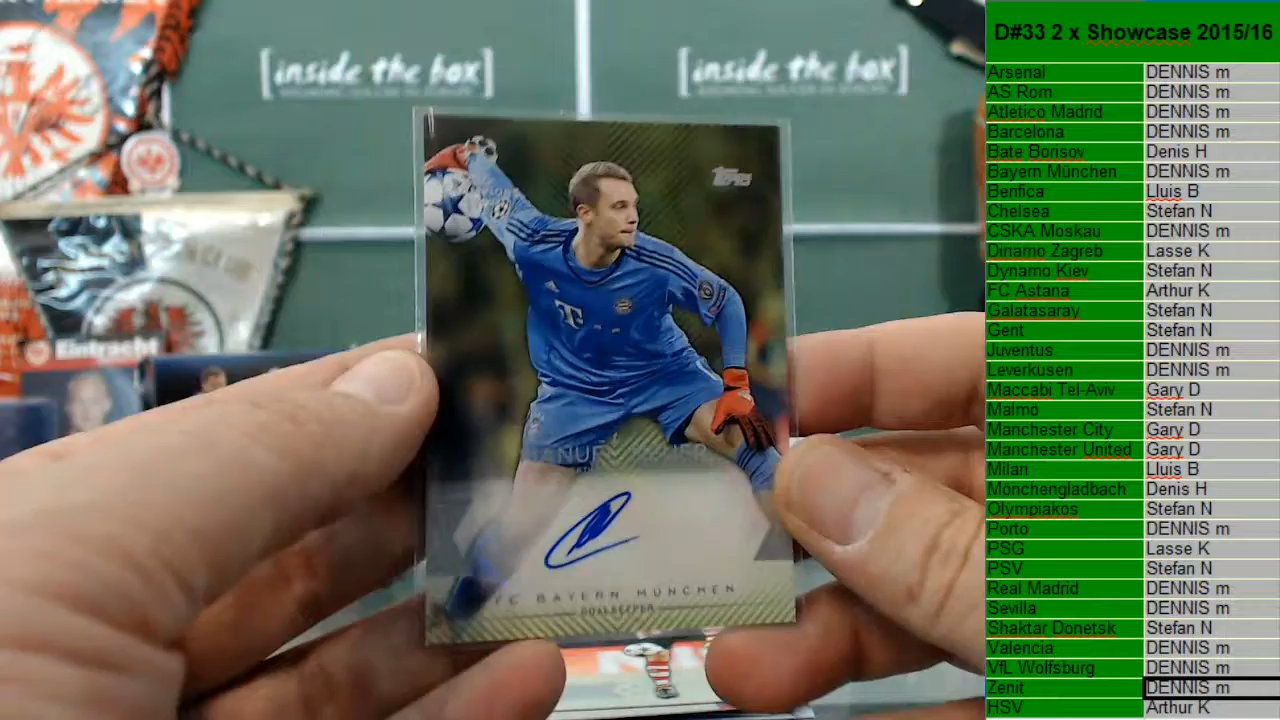 [inside the box]
[inside the box]
Eintracht
topps
T
MANUEL NEUER
FC BAYERN MÜNCHEN
GOALKEEPER
D#33 2 x Showcase 2015/16
Arsenal DENNIS m
AS Rom DENNIS m
Atletico Madrid DENNIS m
Barcelona DENNIS m
Bate Borisov Denis H
Bayern München DENNIS m
Benfica Lluis B
Chelsea Stefan N
CSKA Moskau DENNIS m
Dinamo Zagreb Lasse K
Dynamo Kiev Stefan N
FC Astana Arthur K
Galatasaray Stefan N
Gent Stefan N
Juventus DENNIS m
Leverkusen DENNIS m
Maccabi Tel-Aviv Gary D
Malmö Stefan N
Manchester City Gary D
Manchester United Gary D
Milan Lluis B
Mönchengladbach Denis H
Olympiakos Stefan N
Porto DENNIS m
PSG Lasse K
PSV Stefan N
Real Madrid DENNIS m
Sevilla DENNIS m
Shaktar Donetsk Stefan N
Valencia DENNIS m
VfL Wolfsburg DENNIS m
Zenit DENNIS m
HSV Arthur K